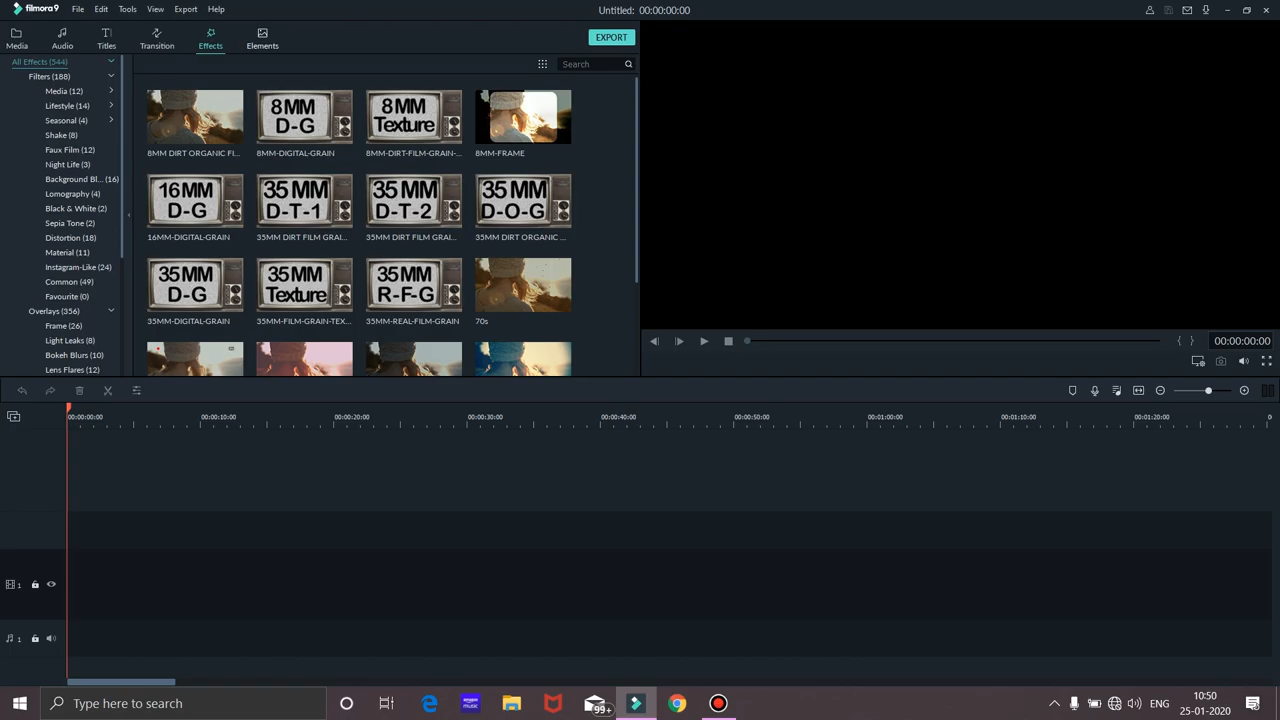 filmora9 File Edit Tools View Export Help Untitled: 00:00:00:00
Media Audio Titles Transition Effects Elements EXPORT
All Effects (544)
Search
Filters (188)
Media (12)
Lifestyle (14)
Seasonal (4)
Shake (8)
Faux Film (12)
Night Life (3)
Background Bl... (16)
Lomography (4)
Black & White (2)
Sepia Tone (2)
Distortion (18)
Material (11)
Instagram-Like (24)
Common (49)
Favourite (0)
Overlays (356)
Frame (26)
Light Leaks (8)
Bokeh Blurs (10)
Lens Flares (12)
8MM D-G
8MM Texture
8MM DIRT ORGANIC FI... 8MM-DIGITAL-GRAIN 8MM-DIRT-FILM-GRAIN-... 8MM-FRAME
16MM D-G
35MM D-T-1
35MM D-T-2
35MM D-O-G
16MM-DIGITAL-GRAIN 35MM DIRT FILM GRAI... 35MM DIRT FILM GRAI... 35MM DIRT ORGANIC ...
35MM D-G
35MM Texture
35MM R-F-G
35MM-DIGITAL-GRAIN 35MM-FILM-GRAIN-TEX... 35MM-REAL-FILM-GRAIN 70s
{ } 00:00:00:00
00:00:00:00 00:00:10:00 00:00:20:00 00:00:30:00 00:00:40:00 00:00:50:00 00:01:00:00 00:01:10:00 00:01:20:00 0
1
1
Type here to search
amazon music
99+
ENG
10:50
25-01-2020